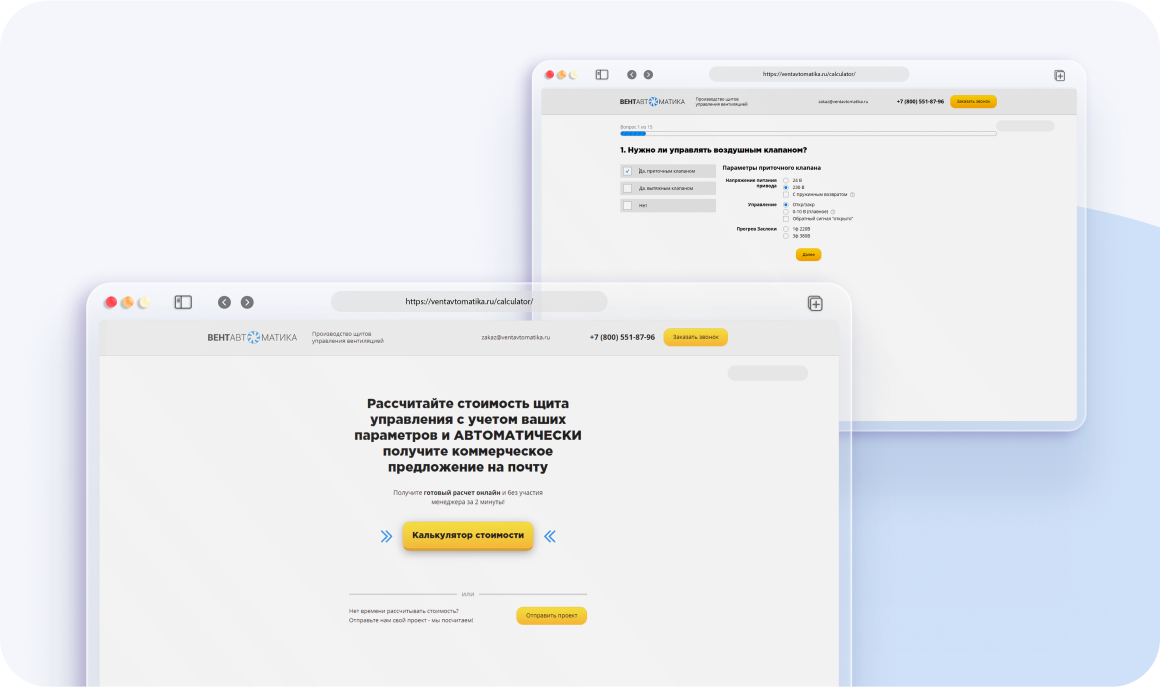 https://ventavtomatika.ru/calculator/
ВЕНТАВТОМАТИКА
Производство щитов
управления вентиляцией
zakaz@ventavtomatika.ru
+7 (800) 551-87-96
Заказать звонок
Вопрос 1 из 15
1. Нужно ли управлять воздушным клапаном?
Да, приточным клапаном
Да, вытяжным клапаном
Нет
Параметры приточного клапана
Напряжение питания
привода
24 В
230 В
С пружинным возвратом
Управление
Откр/закр
0-10 В (плавное)
Обратный сигнал "открыто"
Прогрев Заслонки
1ф 220В
3ф 380В
Далее
https://ventavtomatika.ru/calculator/
ВЕНТАВТОМАТИКА
Производство щитов
управления вентиляцией
zakaz@ventavtomatika.ru
+7 (800) 551-87-96
Заказать звонок
Рассчитайте стоимость щита
управления с учетом ваших
параметров и АВТОМАТИЧЕСКИ
получите коммерческое
предложение на почту
Получите готовый расчет онлайн и без участия
менеджера за 2 минуты!
Калькулятор стоимости
ИЛИ
Нет времени рассчитывать стоимость?
Отправьте нам свой проект - мы посчитаем!
Отправить проект